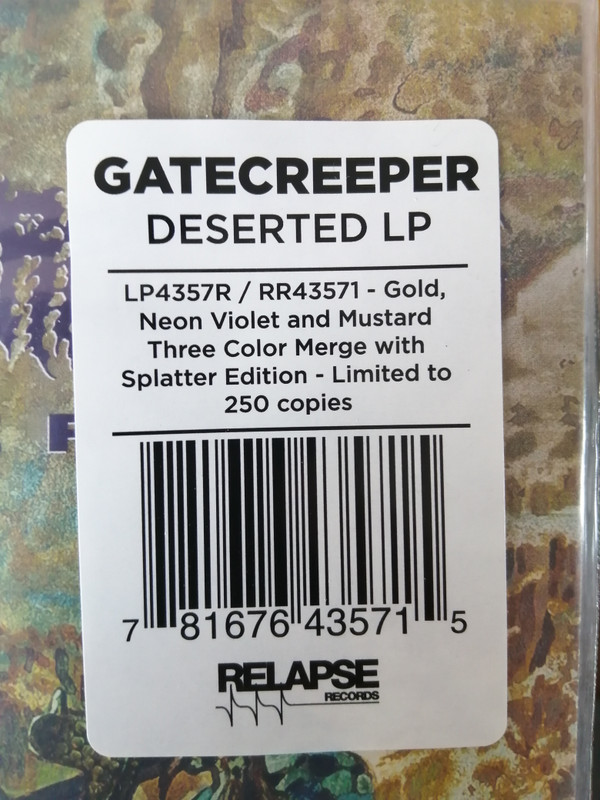 GATECREEPER
DESERTED LP
LP4357R / RR43571 - Gold,
Neon Violet and Mustard
Three Color Merge with
Splatter Edition - Limited to
250 copies
7 81676 43571 5
RELAPSE
RECORDS